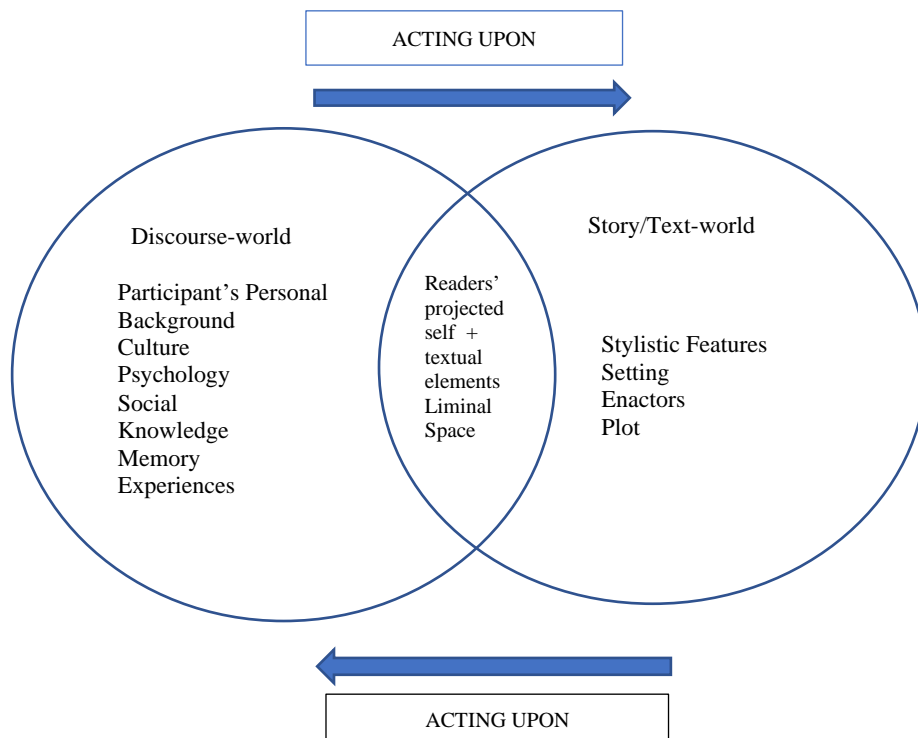 ACTING UPON
Discourse-world
Participant’s Personal
Background
Culture
Psychology
Social
Knowledge
Memory
Experiences
Readers’
projected
self +
textual
elements
Liminal
Space
Story/Text-world
Stylistic Features
Setting
Enactors
Plot
ACTING UPON